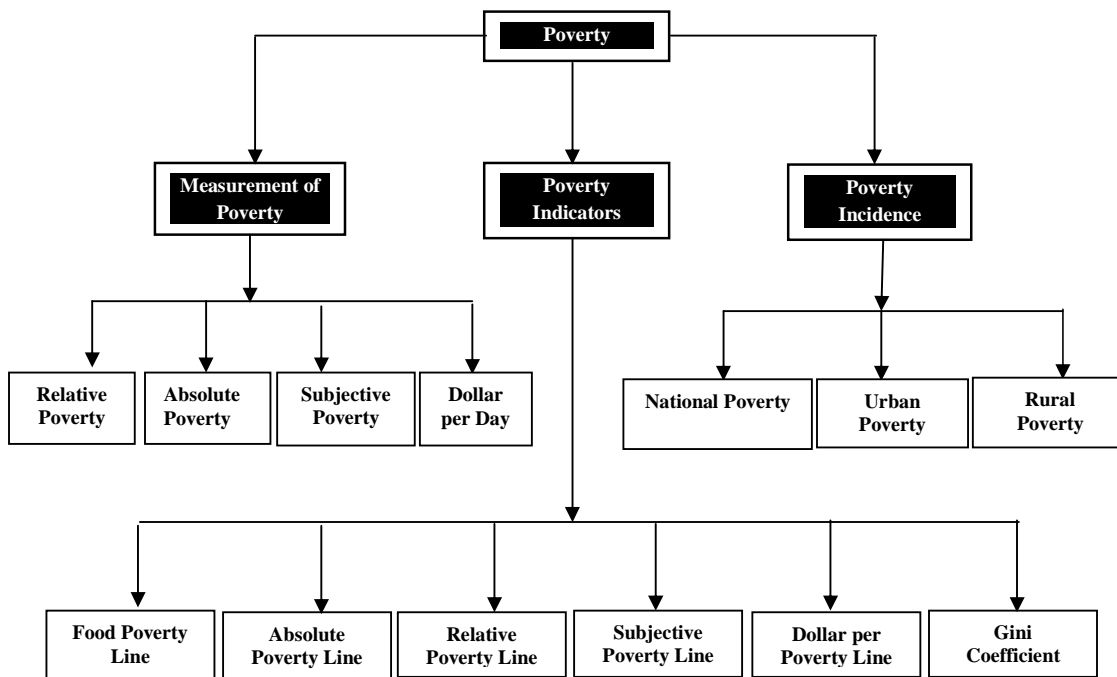 Poverty
Measurement of
Poverty
Poverty
Indicators
Poverty
Incidence
Relative
Poverty
Absolute
Poverty
Subjective
Poverty
Dollar
per Day
National Poverty
Urban
Poverty
Rural
Poverty
Food Poverty
Line
Absolute
Poverty Line
Relative
Poverty Line
Subjective
Poverty Line
Dollar per
Poverty Line
Gini
Coefficient